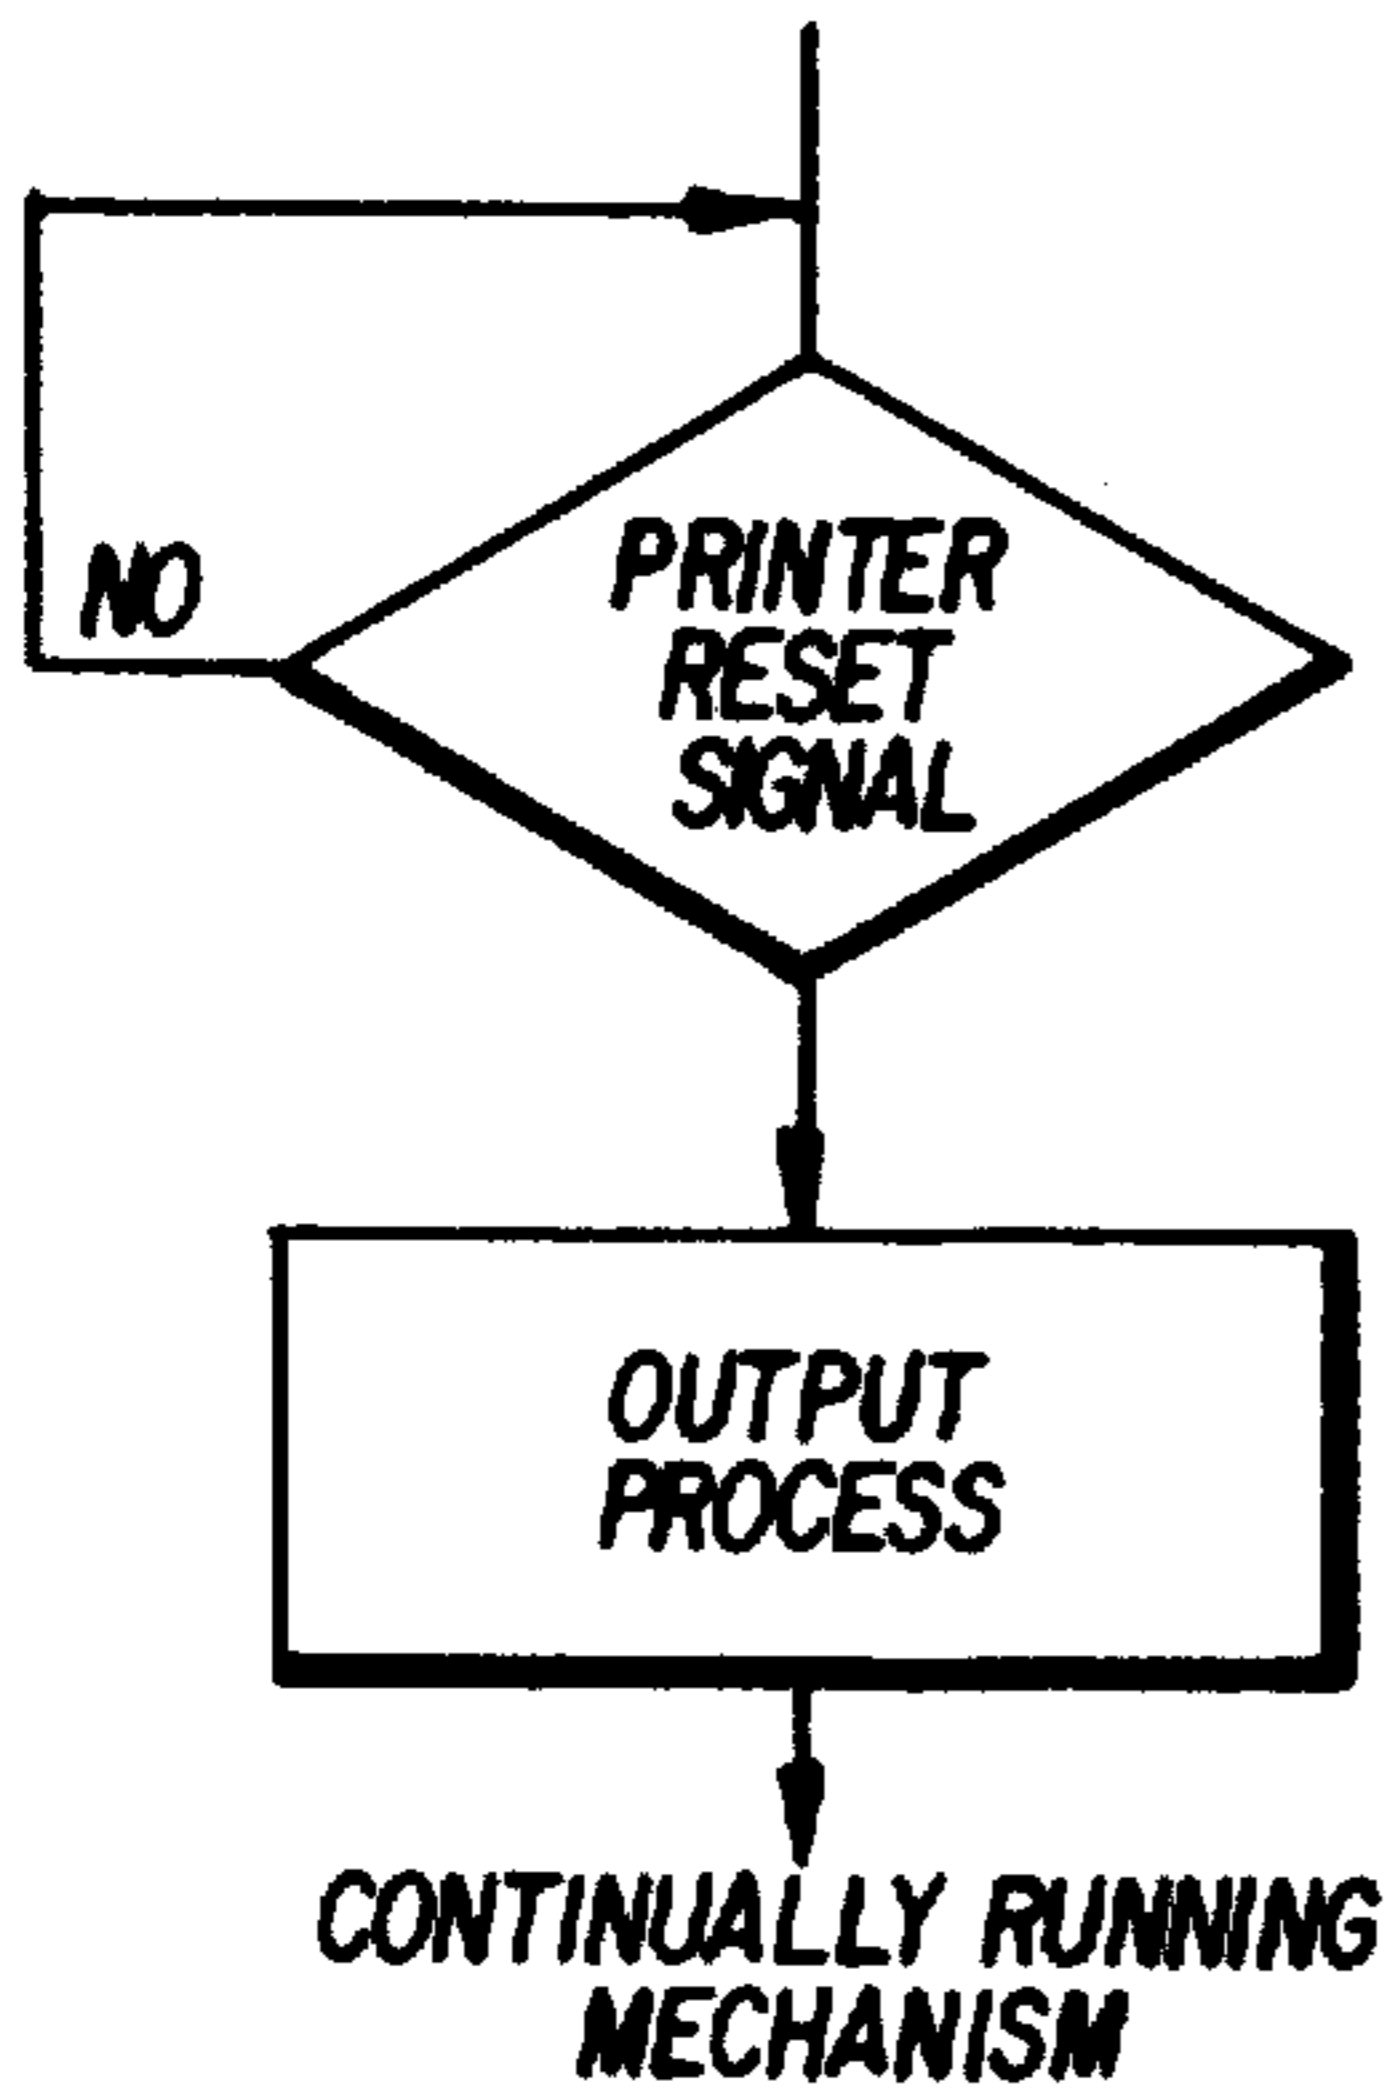 NO
PRINTER
RESET
SIGNAL
OUTPUT
PROCESS
CONTINUALLY RUNNING
MECHANISM